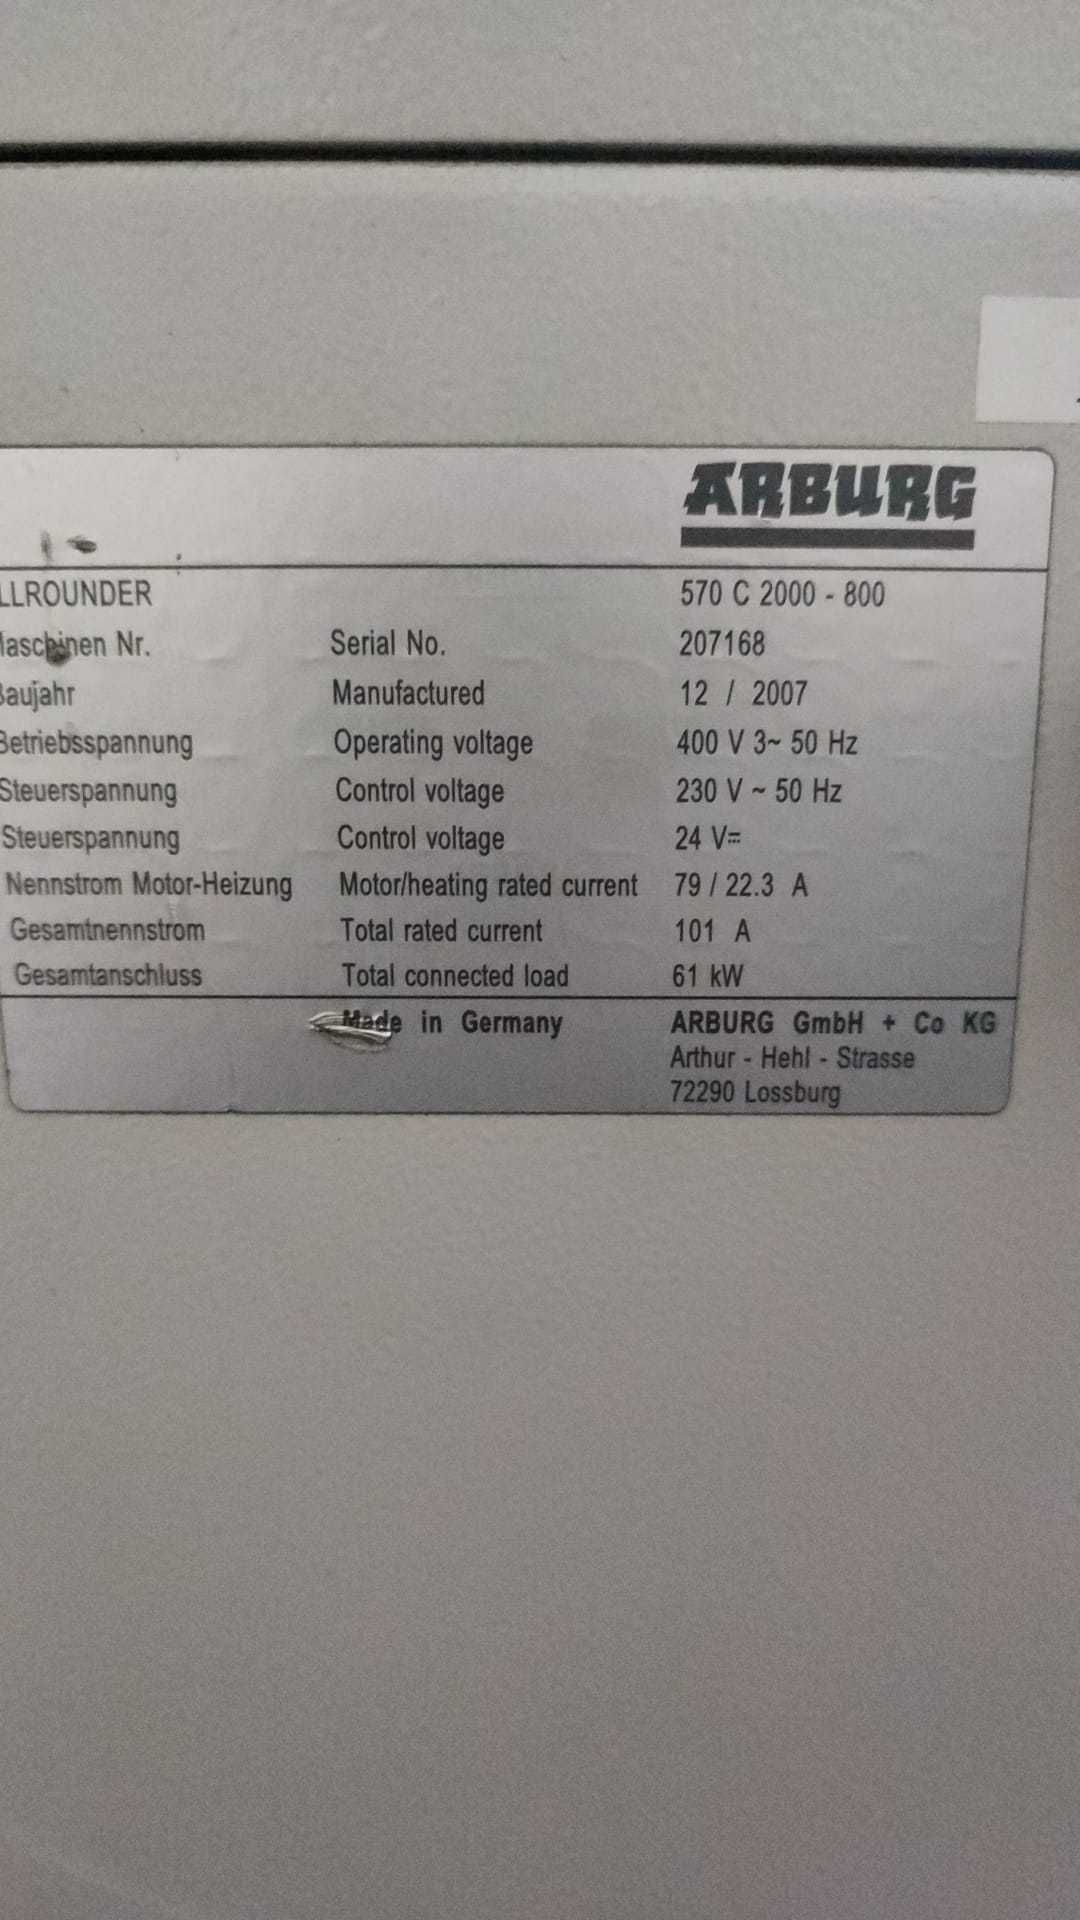 ARBURG
LLROUNDER 570 C 2000 - 800
aschinen Nr. Serial No. 207168
Baujahr Manufactured 12 / 2007
Betriebsspannung Operating voltage 400 V 3~ 50 Hz
Steuerspannung Control voltage 230 V ~ 50 Hz
Steuerspannung Control voltage 24 V⎓
Nennstrom Motor-Heizung Motor/heating rated current 79 / 22.3 A
Gesamtnennstrom Total rated current 101 A
Gesamtanschluss Total connected load 61 kW
Made in Germany ARBURG GmbH + Co KG
Arthur - Hehl - Strasse
72290 Lossburg